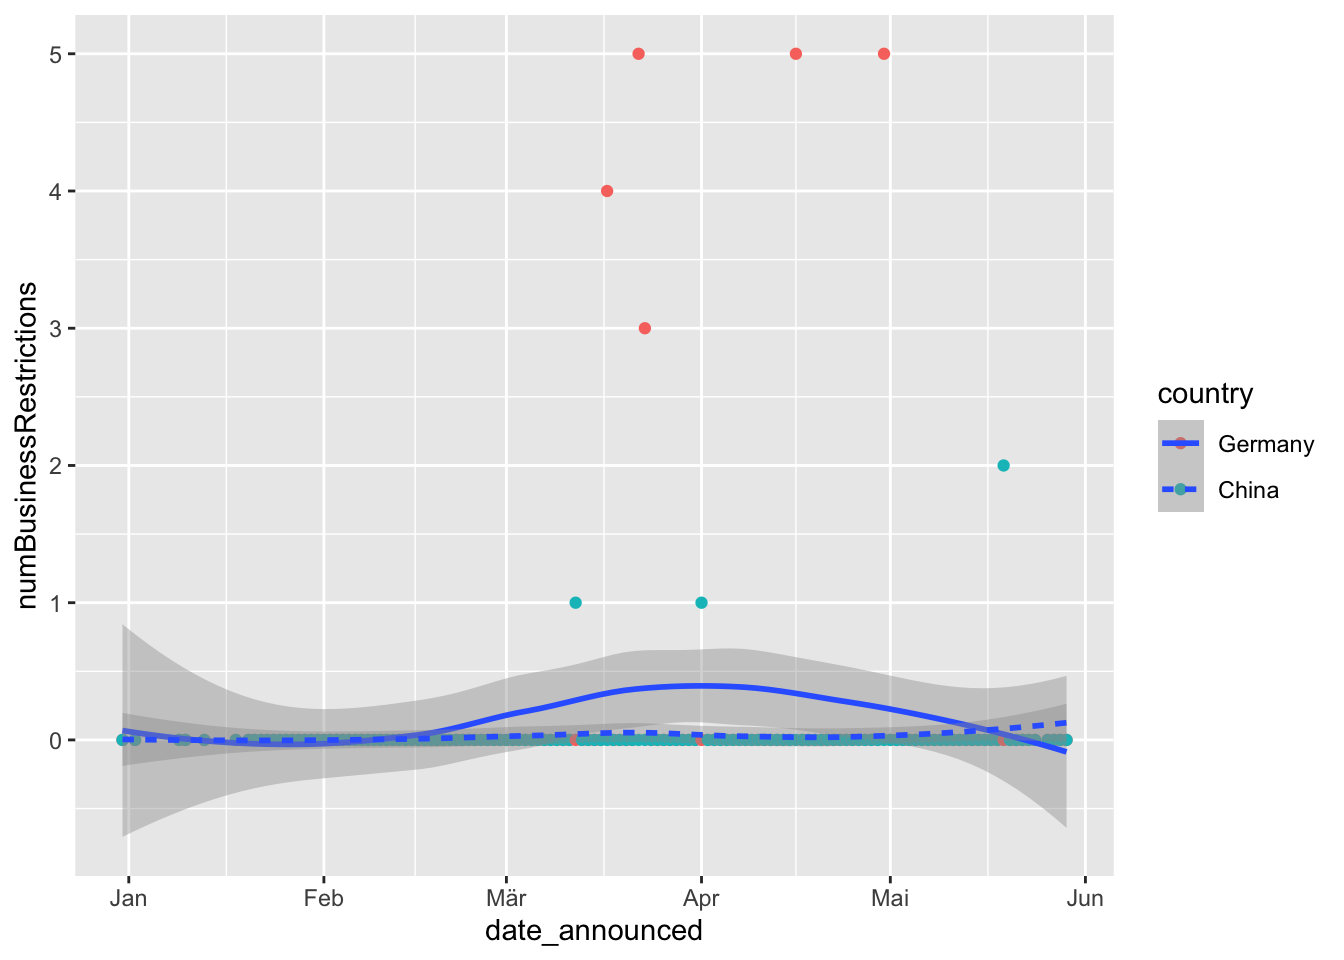 numBusinessRestrictions
5
4
3
2
1
0
Jan
Feb
Mär
Apr
Mai
Jun
date_announced
country
Germany
China